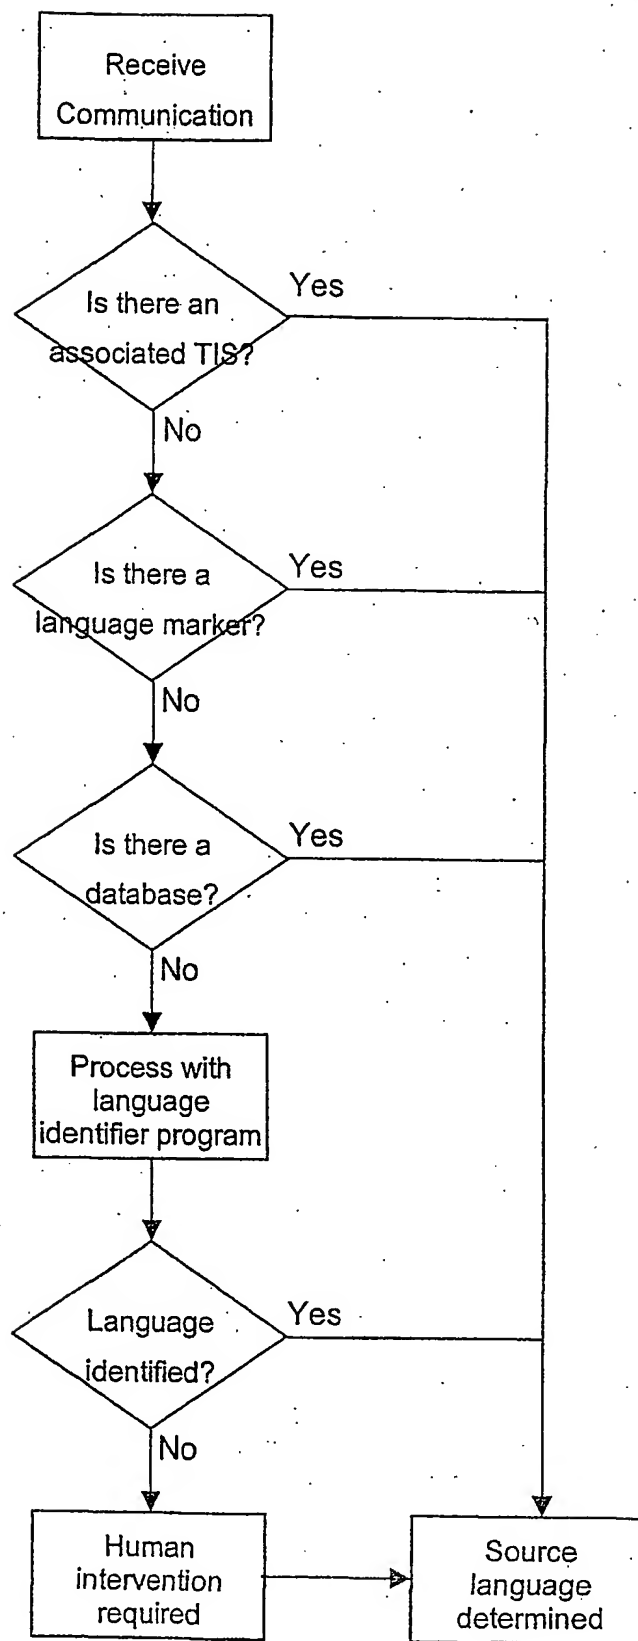 Receive
Communication
Is there an
associated TIS?
Yes
No
Is there a
language marker?
Yes
No
Is there a
database?
Yes
No
Process with
language
identifier program
Language
identified?
Yes
No
Human
intervention
required
Source
language
determined